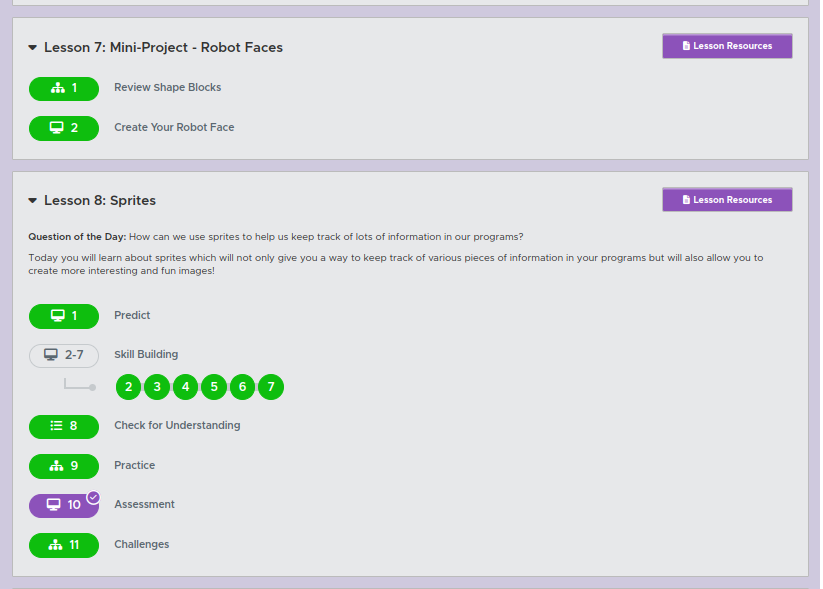 Lesson 7: Mini-Project - Robot Faces
Lesson Resources
1 Review Shape Blocks
2 Create Your Robot Face
Lesson 8: Sprites
Lesson Resources
Question of the Day: How can we use sprites to help us keep track of lots of information in our programs?
Today you will learn about sprites which will not only give you a way to keep track of various pieces of information in your programs but will also allow you to
create more interesting and fun images!
1 Predict
2-7 Skill Building
2 3 4 5 6 7
8 Check for Understanding
9 Practice
10 Assessment
11 Challenges